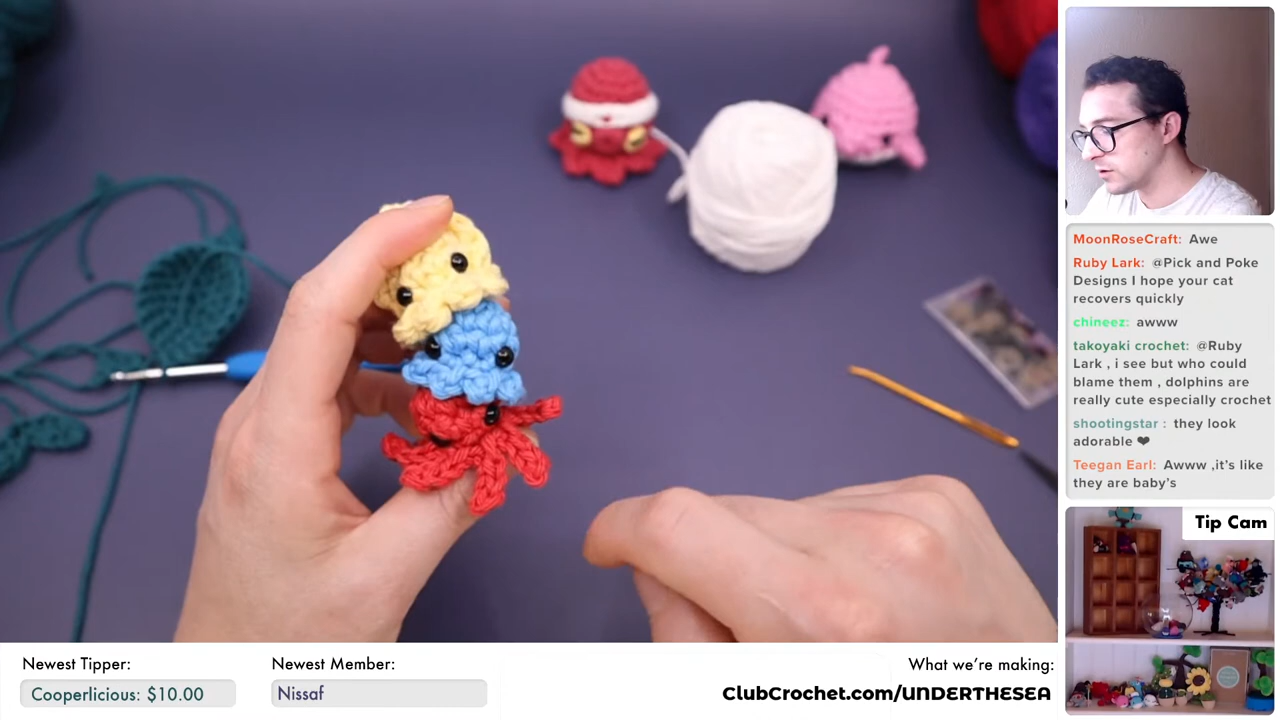 MoonRoseCraft: Awe
Ruby Lark: @Pick and Poke
Designs I hope your cat
recovers quickly
chineez: awww
takoyaki crochet: @Ruby
Lark , i see but who could
blame them , dolphins are
really cute especially crochet
shootingstar : they look
adorable ❤
Teegan Earl: Awww ,it's like
they are baby's
Tip Cam
Newest Tipper:
Cooperlicious: $10.00
Newest Member:
Nissaf
What we're making:
ClubCrochet.com/UNDERTHESEA